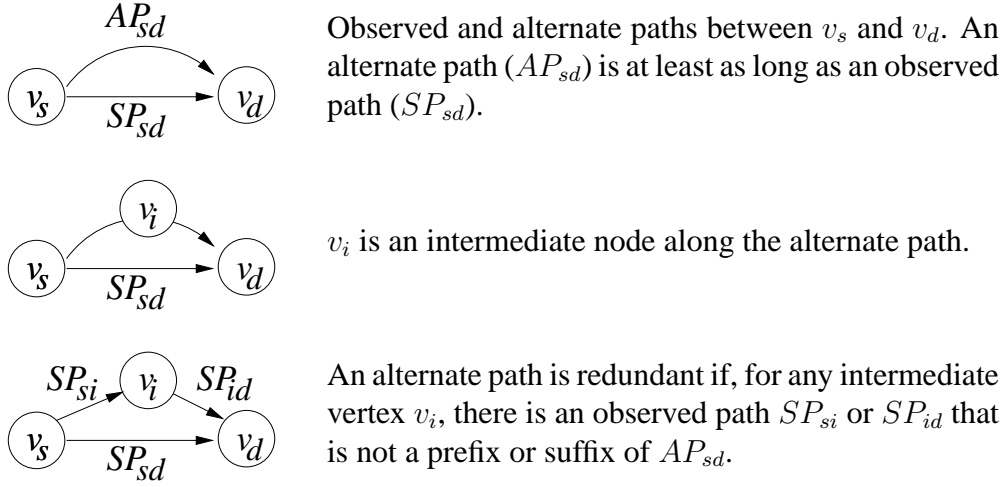 AP_sd
v_s
v_d
SP_sd
Observed and alternate paths between v_s and v_d. An
alternate path (AP_sd) is at least as long as an observed
path (SP_sd).
v_i
v_s
v_d
SP_sd
v_i is an intermediate node along the alternate path.
SP_si
v_i
SP_id
v_s
v_d
SP_sd
An alternate path is redundant if, for any intermediate
vertex v_i, there is an observed path SP_si or SP_id that
is not a prefix or suffix of AP_sd.